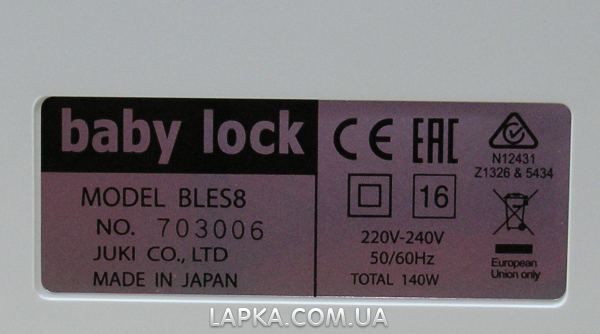 baby lock
MODEL BLES8
NO. 703006
JUKI CO., LTD
MADE IN JAPAN
CE EAC
16
220V-240V
50/60Hz
TOTAL 140W
N12431
Z1326 & 5434
European
Union only
LAPKA.COM.UA